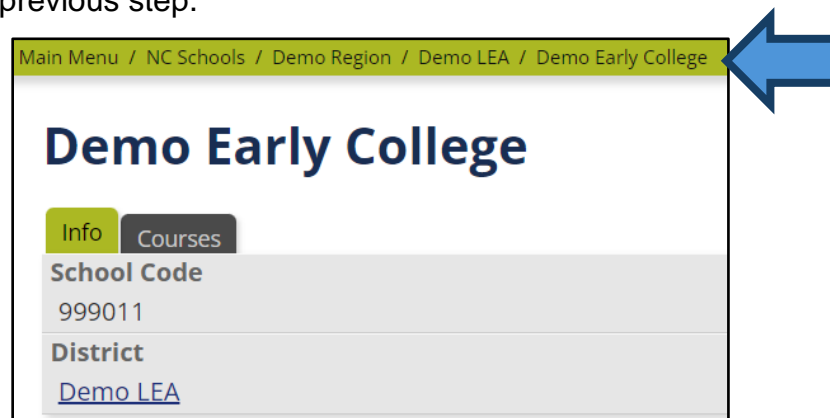 previous step.
Main Menu / NC Schools / Demo Region / Demo LEA / Demo Early College
Demo Early College
Info Courses
School Code
999011
District
Demo LEA